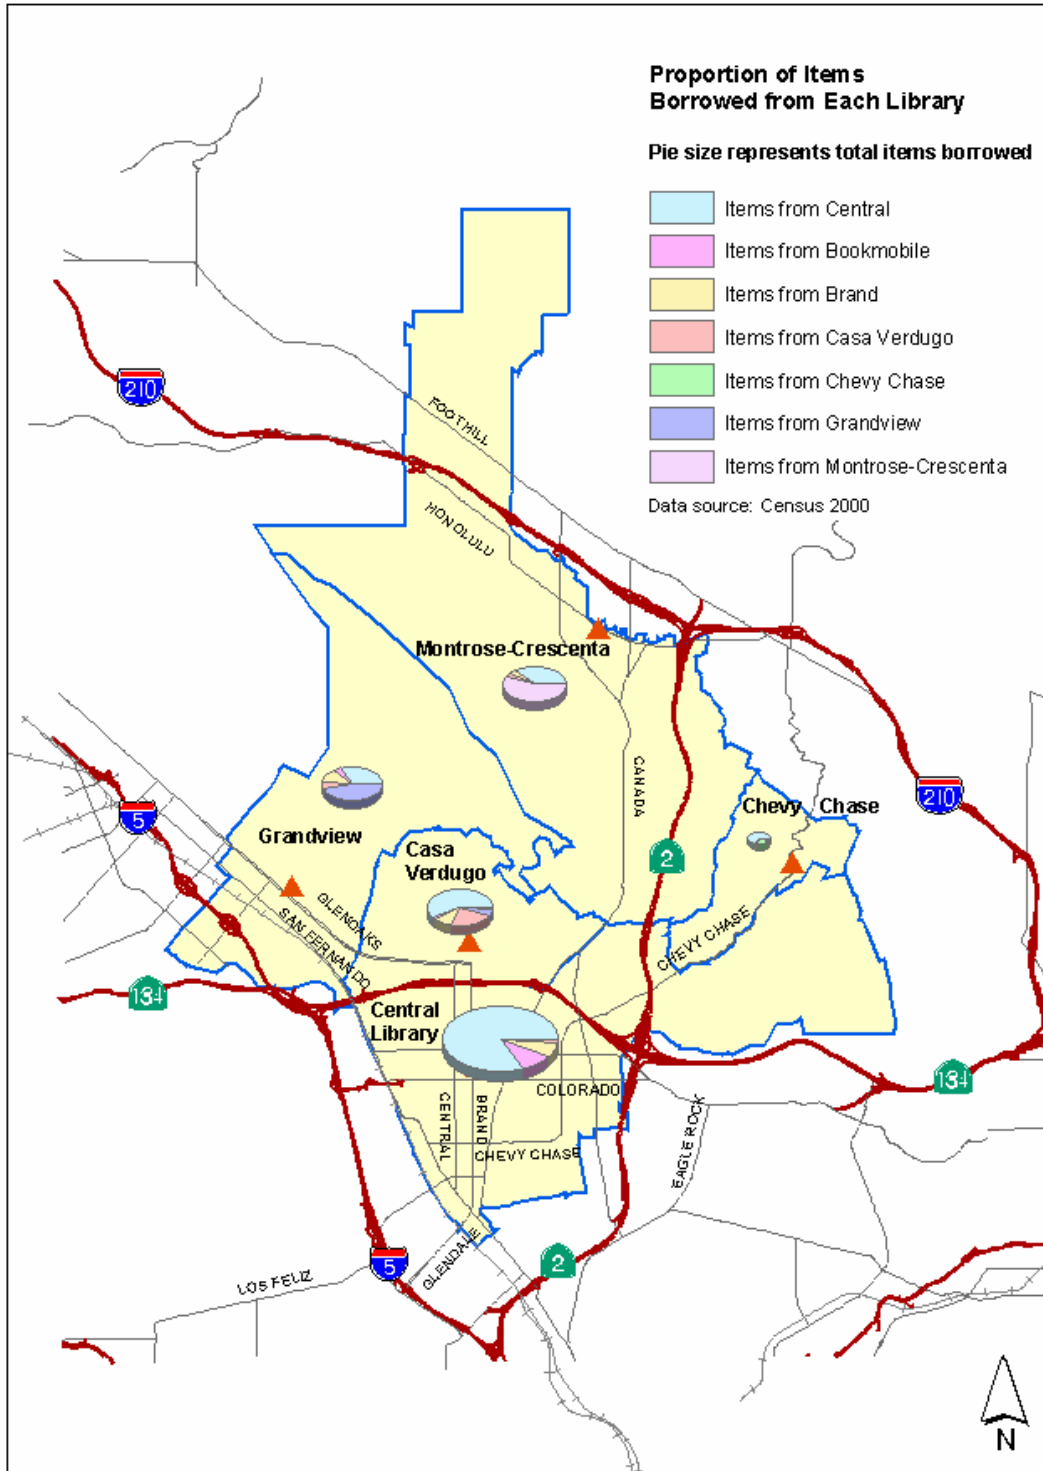 Proportion of Items
Borrowed from Each Library
Pie size represents total items borrowed
Items from Central
Items from Bookmobile
Items from Brand
Items from Casa Verdugo
Items from Chevy Chase
Items from Grandview
Items from Montrose-Crescenta
Data source: Census 2000
210
FOOTHILL
HONOLULU
Montrose-Crescenta
CANADA
210
5
Chevy Chase
Grandview
Casa
Verdugo
2
GLENOAKS
SAN FERNANDO
CHEVY CHASE
134
Central
Library
134
COLORADO
CENTRAL
BRAND
CHEVY CHASE
EAGLE ROCK
GLENDALE
2
5
LOS FELIZ
N